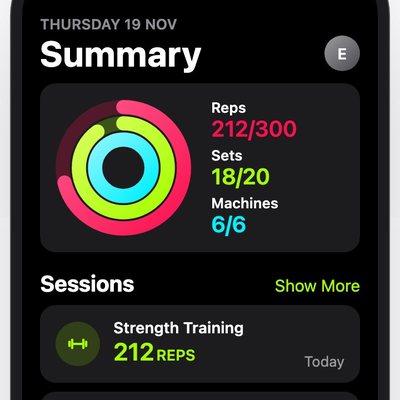 THURSDAY 19 NOV
Summary
E
Reps
212/300
Sets
18/20
Machines
6/6
Sessions
Show More
Strength Training
212 REPS
Today